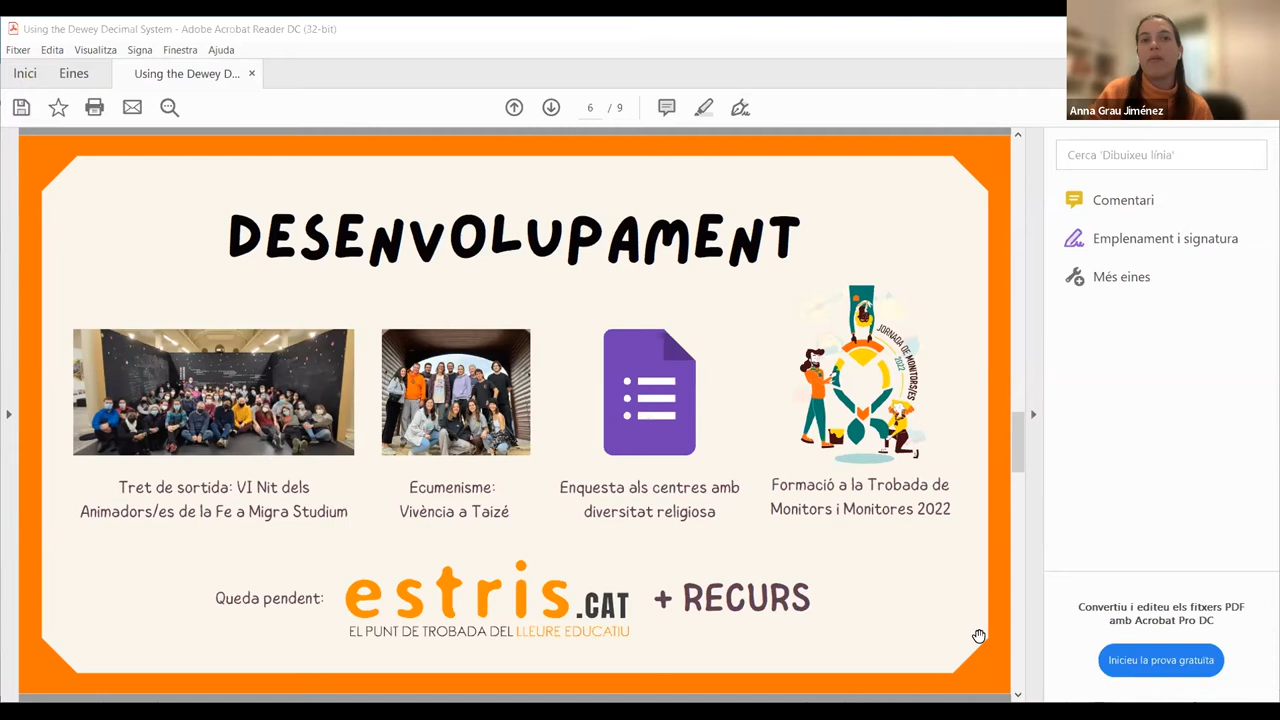 Using the Dewey Decimal System - Adobe Acrobat Reader DC (32-bit)
Fitxer Edita Visualitza Signa Finestra Ajuda
Inici Eines Using the Dewey D... ×
6 / 9
Anna Grau Jiménez
Cerca 'Dibuixeu línia'
Comentari
Emplenament i signatura
Més eines
DESENVOLUPAMENT
JORNADA DE MONITORSES
2022
Tret de sortida: VI Nit dels
Animadors/es de la Fe a Migra Studium
Ecumenisme:
Vivència a Taizé
Enquesta als centres amb
diversitat religiosa
Formació a la Trobada de
Monitors i Monitores 2022
Queda pendent:
estris.CAT
EL PUNT DE TROBADA DEL LLEURE EDUCATIU
+ RECURS
Convertiu i editeu els fitxers PDF
amb Acrobat Pro DC
Inicieu la prova gratuïta